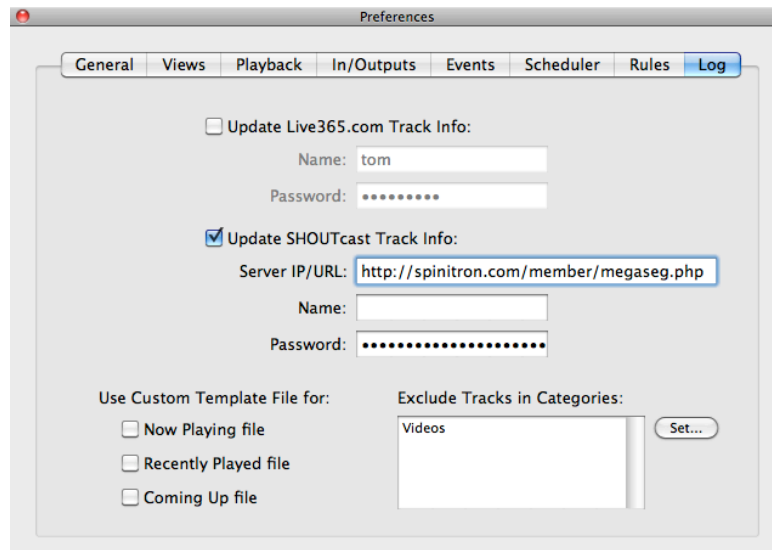 Preferences
General Views Playback In/Outputs Events Scheduler Rules Log
Update Live365.com Track Info:
Name: tom
Password: •••••••••
Update SHOUTcast Track Info:
Server IP/URL: http://spinitron.com/member/megaseg.php
Name:
Password: •••••••••••••••••••••
Use Custom Template File for: Exclude Tracks in Categories:
Now Playing file Videos Set...
Recently Played file
Coming Up file